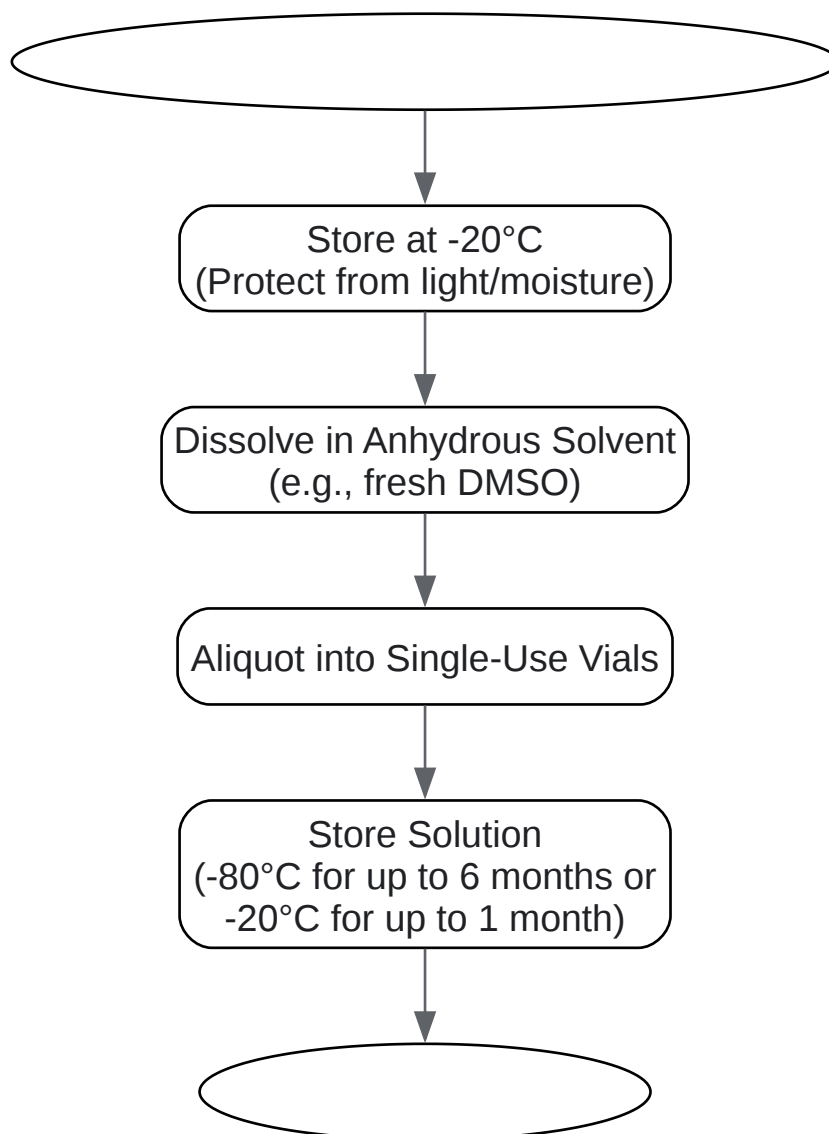 Store at -20°C
(Protect from light/moisture)
Dissolve in Anhydrous Solvent
(e.g., fresh DMSO)
Aliquot into Single-Use Vials
Store Solution
(-80°C for up to 6 months or
-20°C for up to 1 month)